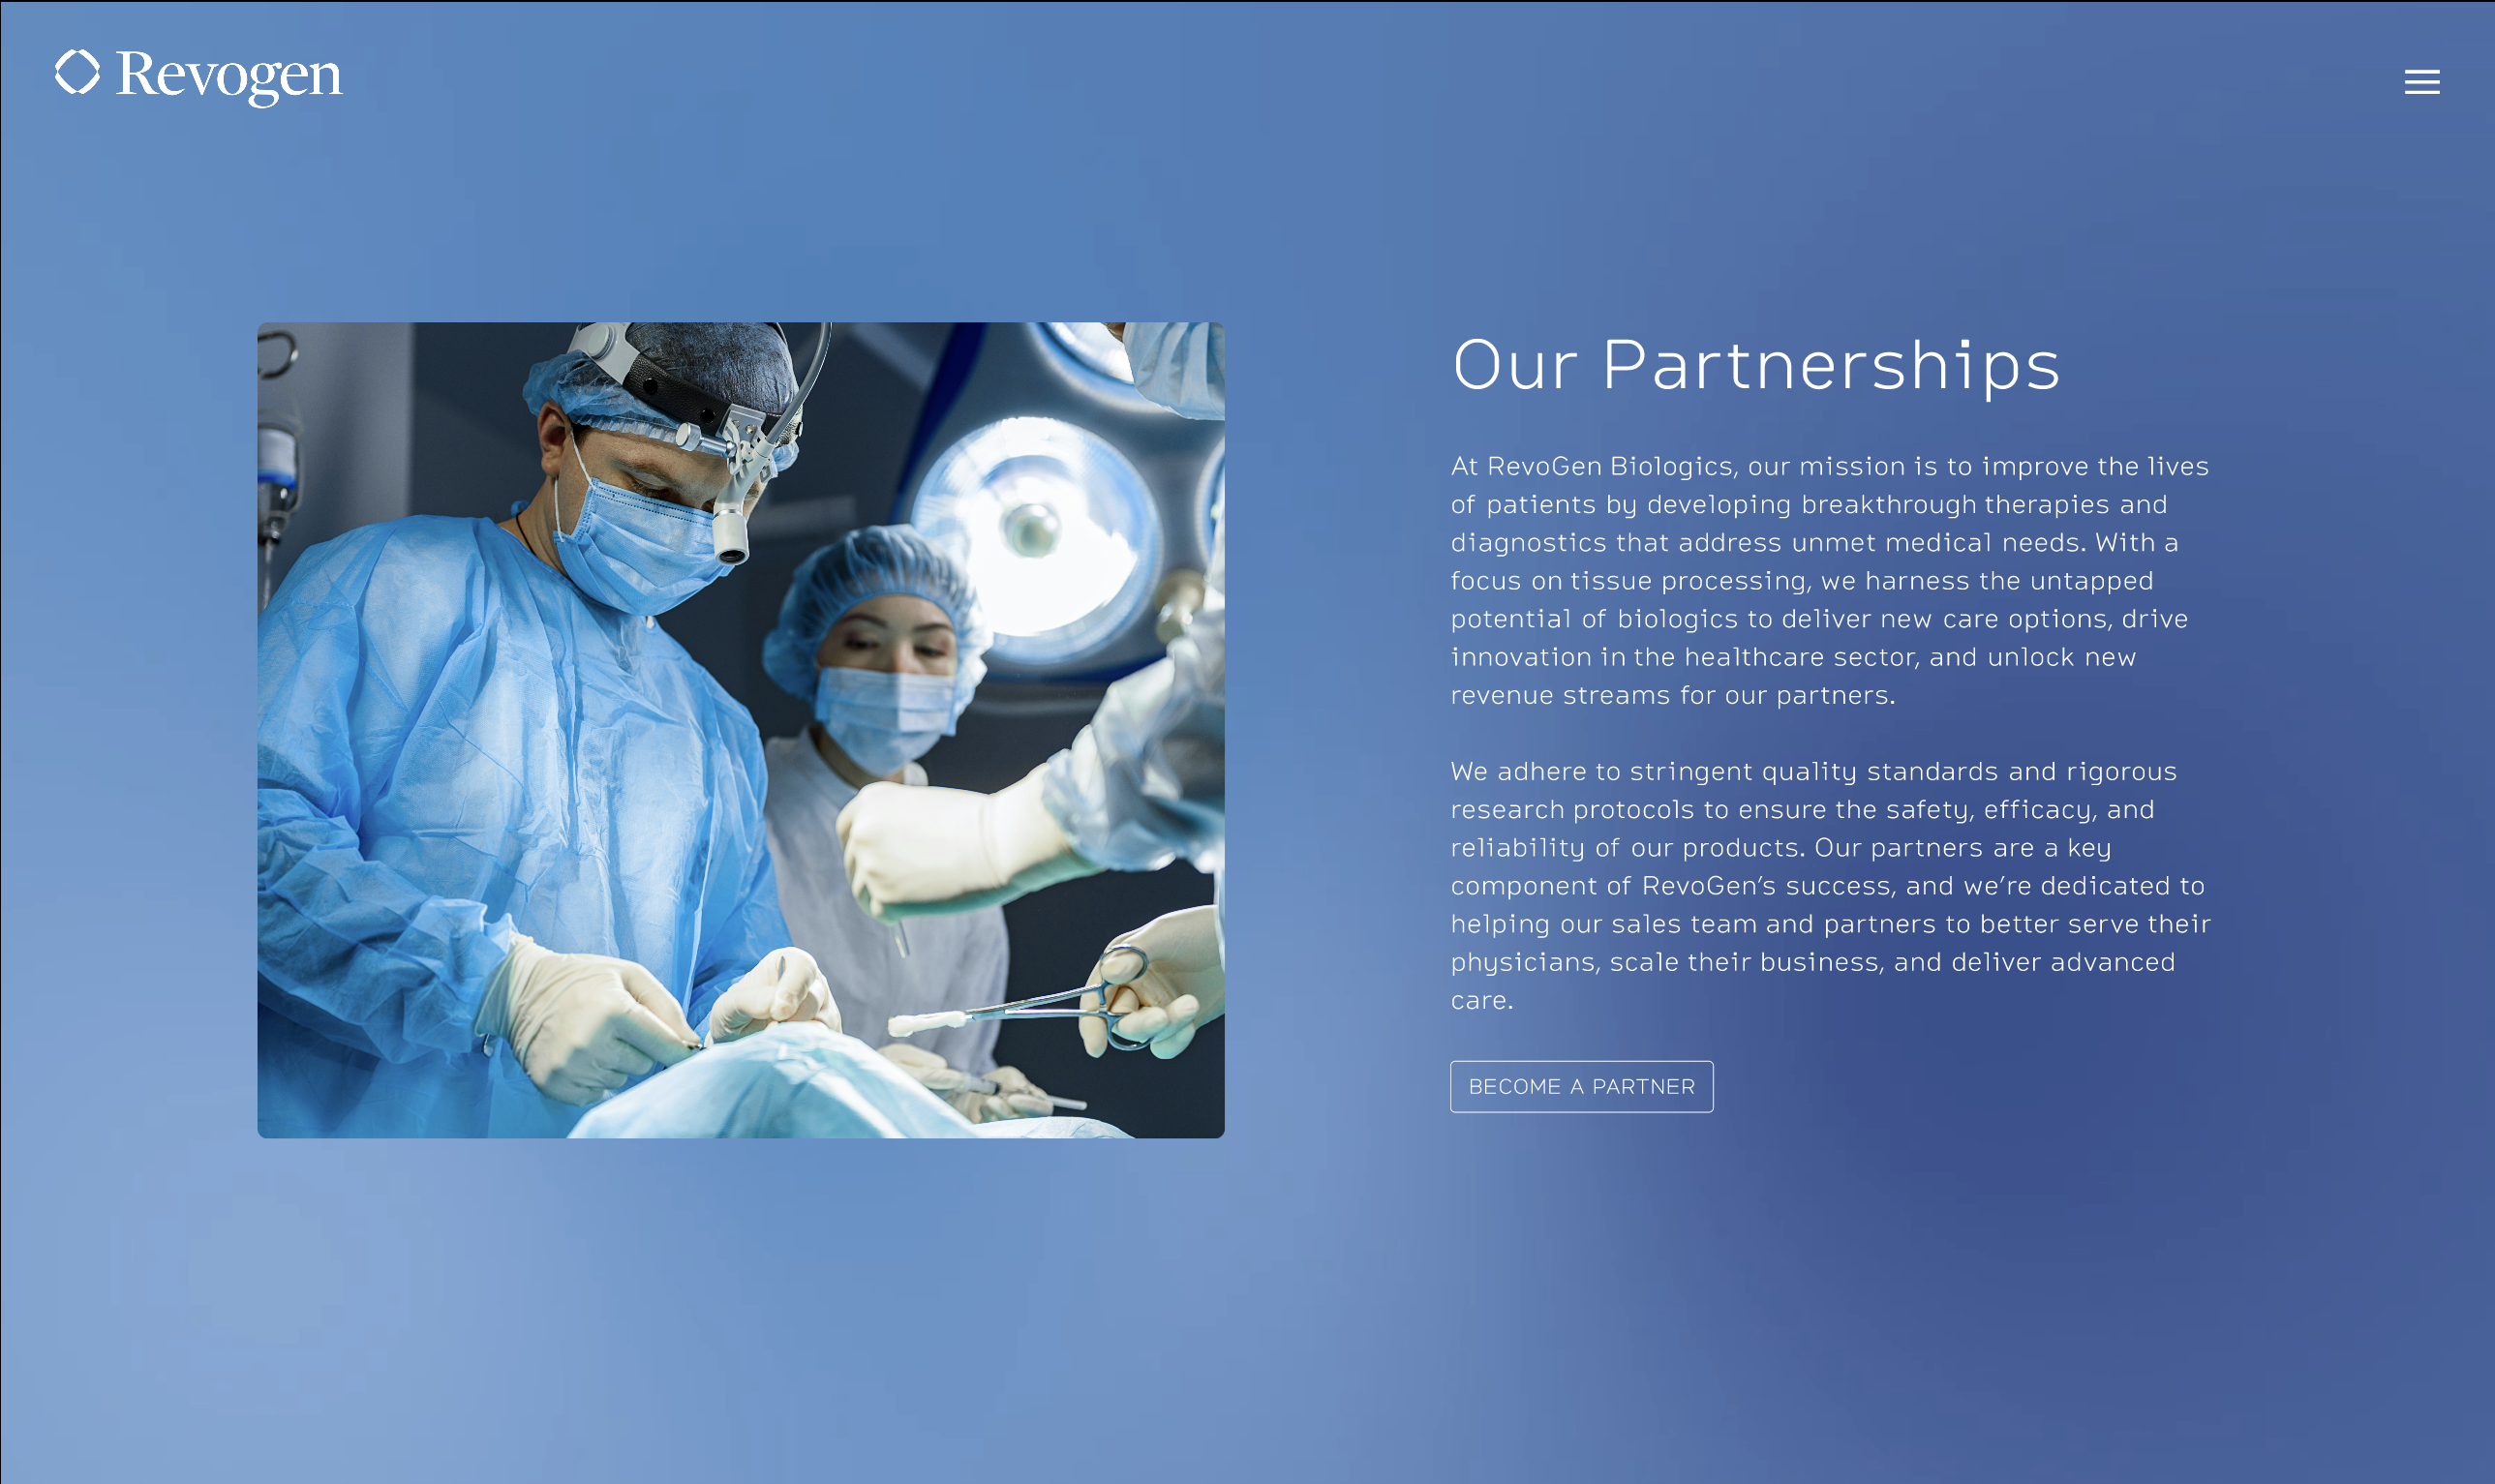 Revogen
Our Partnerships
At RevoGen Biologics, our mission is to improve the lives
of patients by developing breakthrough therapies and
diagnostics that address unmet medical needs. With a
focus on tissue processing, we harness the untapped
potential of biologics to deliver new care options, drive
innovation in the healthcare sector, and unlock new
revenue streams for our partners.
We adhere to stringent quality standards and rigorous
research protocols to ensure the safety, efficacy, and
reliability of our products. Our partners are a key
component of RevoGen’s success, and we’re dedicated to
helping our sales team and partners to better serve their
physicians, scale their business, and deliver advanced
care.
BECOME A PARTNER